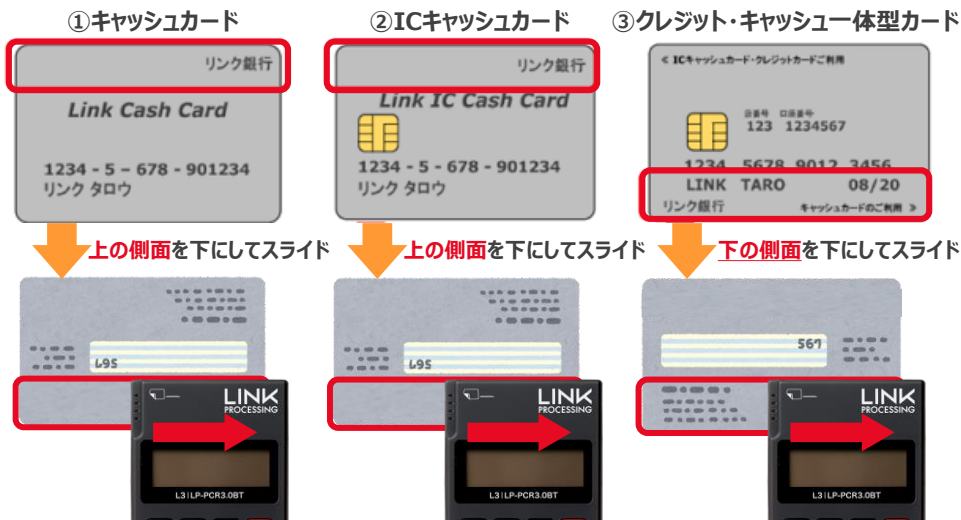 ①キャッシュカード
リンク銀行
Link Cash Card
1234 - 5 – 678 - 901234
リンク タロウ
上の側面を下にしてスライド
695
LINK
PROCESSING
L3 | LP-PCR3.0BT
②ICキャッシュカード
リンク銀行
Link IC Cash Card
1234 - 5 - 678 - 901234
リンク タロウ
上の側面を下にしてスライド
695
LINK
PROCESSING
L3 | LP-PCR3.0BT
③クレジット・キャッシュ一体型カード
《 ICキャッシュカード・クレジットカードご利用
店番号 口座番号
123 1234567
1234 5678 9012 3456
LINK TARO 08/20
リンク銀行 キャッシュカードのご利用 》
下の側面を下にしてスライド
567
LINK
PROCESSING
L3 | LP-PCR3.0BT